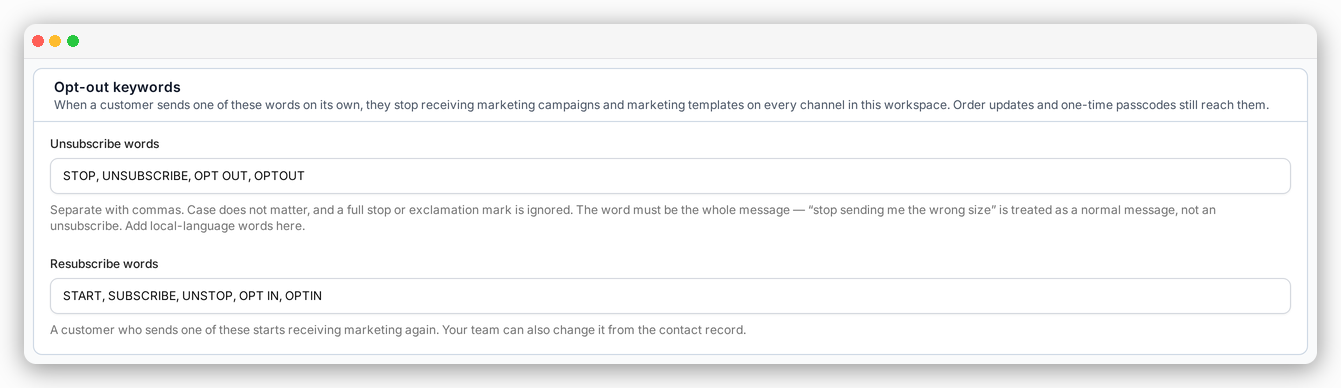 Opt-out keywords
When a customer sends one of these words on its own, they stop receiving marketing campaigns and marketing templates on every channel in this workspace. Order updates and one-time passcodes still reach them.
Unsubscribe words
STOP, UNSUBSCRIBE, OPT OUT, OPTOUT
Separate with commas. Case does not matter, and a full stop or exclamation mark is ignored. The word must be the whole message — “stop sending me the wrong size” is treated as a normal message, not an
unsubscribe. Add local-language words here.
Resubscribe words
START, SUBSCRIBE, UNSTOP, OPT IN, OPTIN
A customer who sends one of these starts receiving marketing again. Your team can also change it from the contact record.